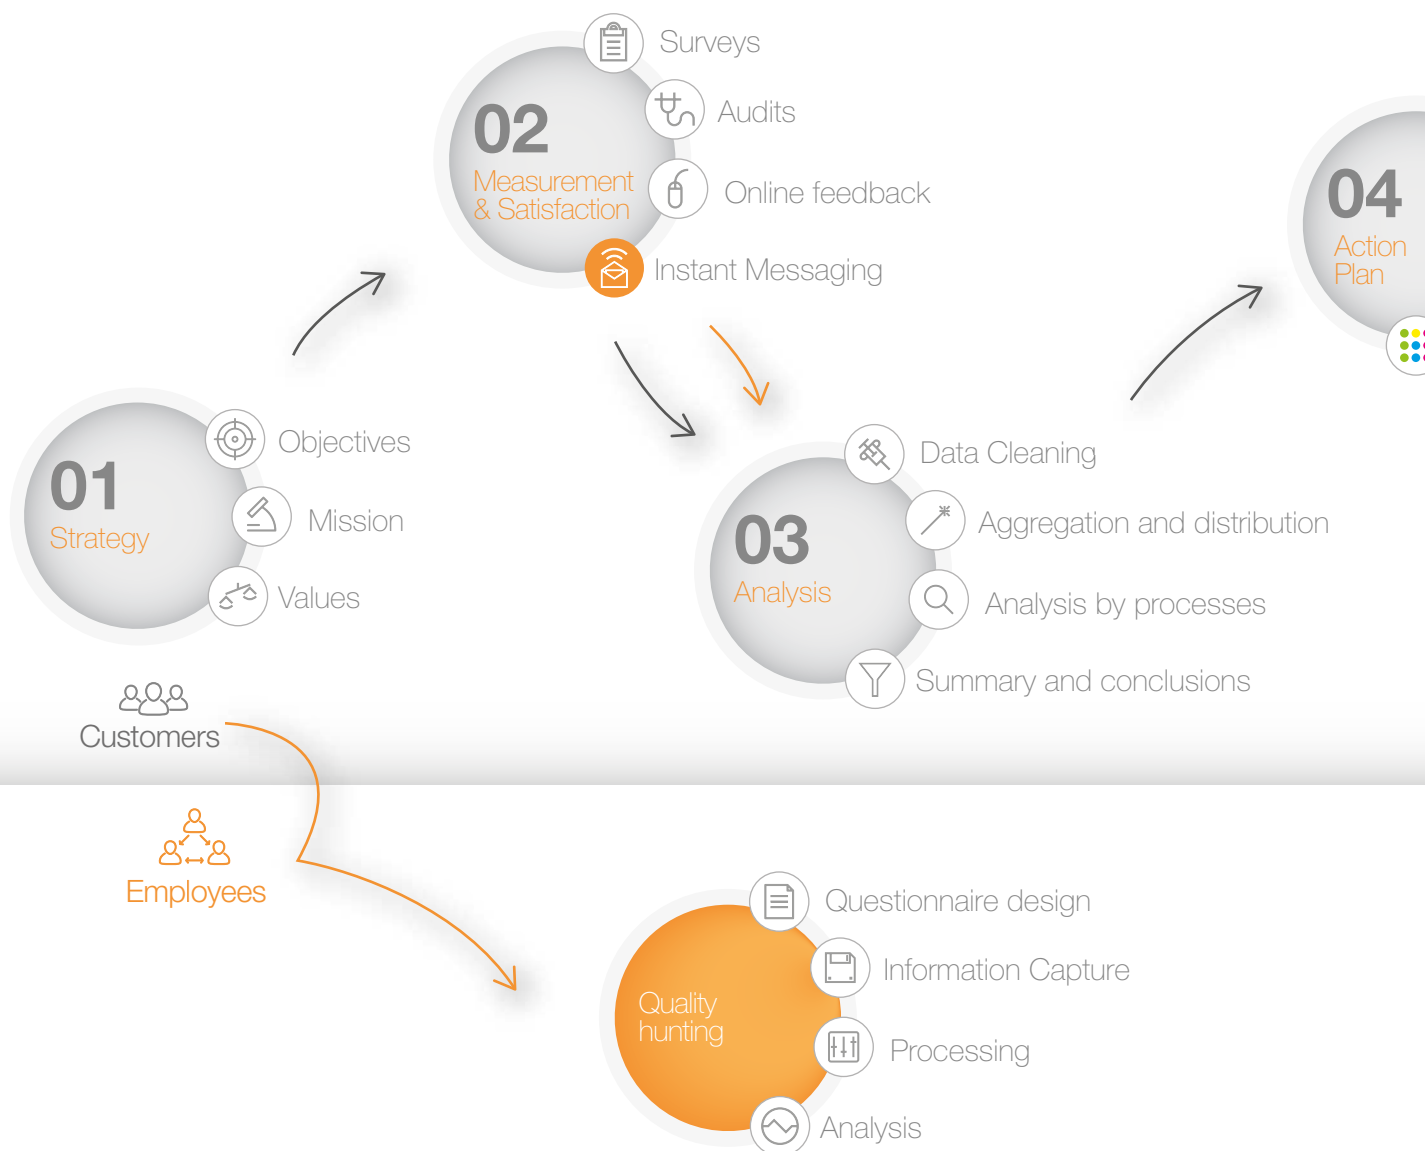 02
Measurement
& Satisfaction
Surveys
Audits
Online feedback
Instant Messaging
04
Action
Plan
01
Strategy
Objectives
Mission
Values
03
Analysis
Data Cleaning
Aggregation and distribution
Analysis by processes
Summary and conclusions
Customers
Employees
Quality
hunting
Questionnaire design
Information Capture
Processing
Analysis